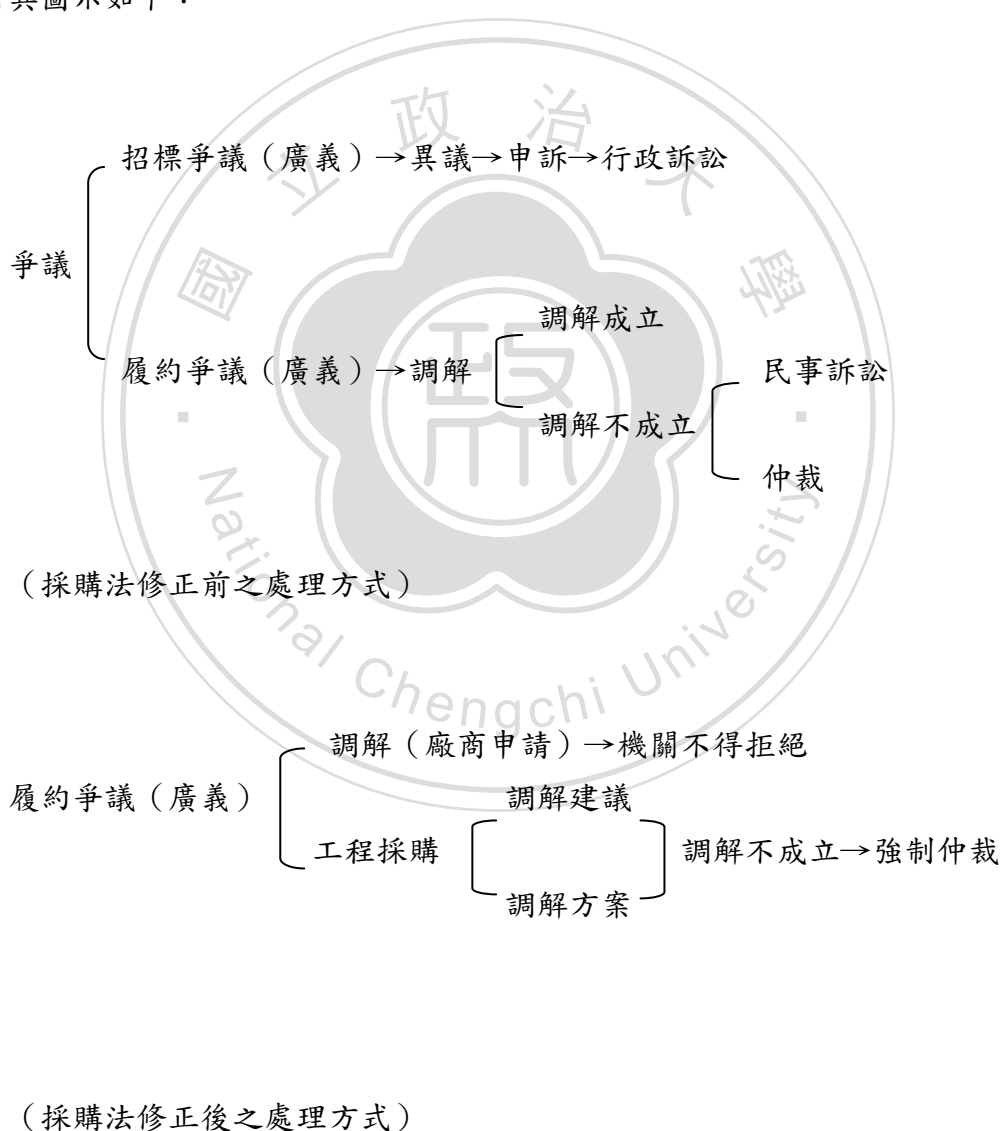 異圖示如下：
招標爭議（廣義）→異議→申訴→行政訴訟
爭議
調解成立
履約爭議（廣義）→調解
民事訴訟
調解不成立
仲裁
（採購法修正前之處理方式）
調解（廠商申請）→機關不得拒絕
履約爭議（廣義）
調解建議
工程採購
調解不成立→強制仲裁
調解方案
（採購法修正後之處理方式）
國立政治大學
National Chengchi University